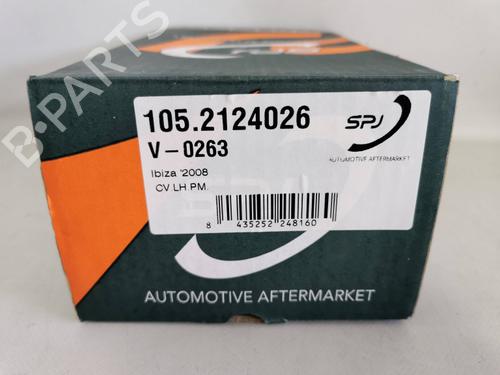 105.2124026
SPJ
V-0263
AUTOMOTIVE AFTERMARKET
Ibiza '2008
CV.LH.PM.
8 435252 248160
AUTOMOTIVE AFTERMARKET
B-PARTS